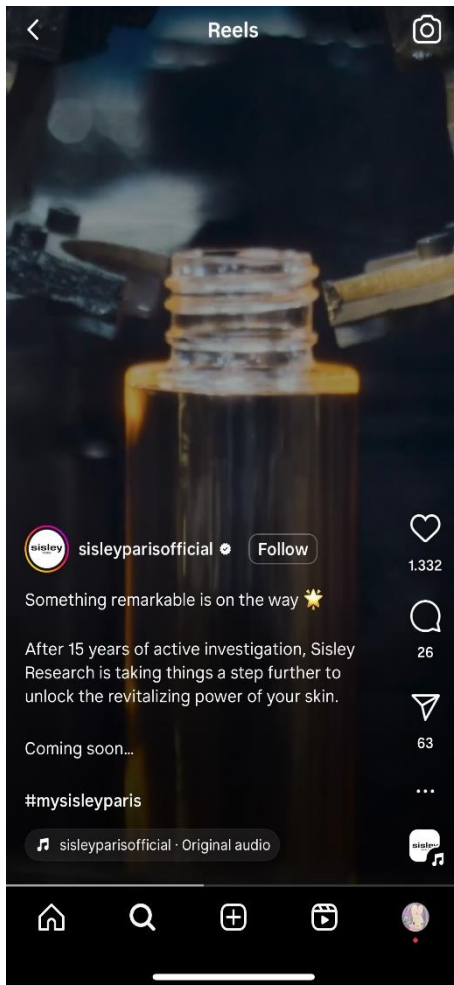 Reels
sisley
sisleyparisofficial Follow
1.332
Something remarkable is on the way
26
After 15 years of active investigation, Sisley
Research is taking things a step further to
unlock the revitalizing power of your skin.
63
Coming soon...
#mysisleyparis
sisleyparisofficial · Original audio
sisley